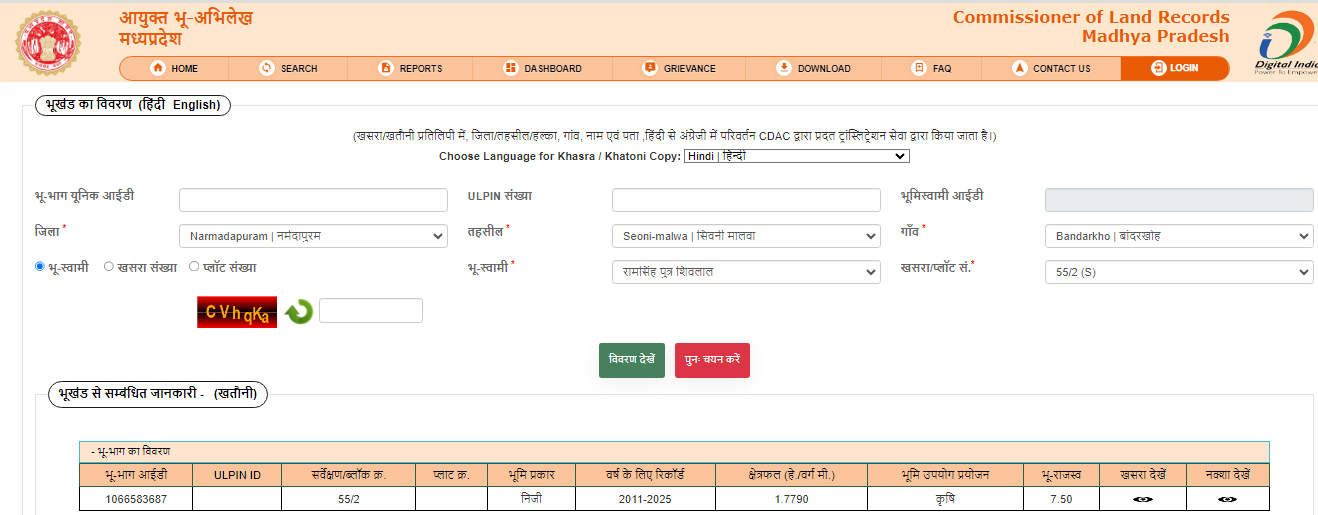 आयुक्त भू-अभिलेख
मध्यप्रदेश
Commissioner of Land Records
Madhya Pradesh
Digital India
Power To Empower
HOME SEARCH REPORTS DASHBOARD GRIEVANCE DOWNLOAD FAQ CONTACT US LOGIN
भूखंड का विवरण (हिंदी English)
(खसरा/खतौनी प्रतिलिपी में, जिला/तहसील/हल्का, गांव, नाम एवं पता ,हिंदी से अंग्रेजी में परिवर्तन CDAC द्वारा प्रदत ट्रांस्लिट्रेशन सेवा द्वारा किया जाता है।)
Choose Language for Khasra / Khatoni Copy: Hindi | हिन्दी
भू-भाग यूनिक आईडी ULPIN संख्या भूमिस्वामी आईडी
जिला * Narmadapuram | नर्मदापुरम तहसील * Seoni-malwa | सिवनी मालवा गाँव * Bandarkho | बांदरखोह
भू-स्वामी खसरा संख्या प्लॉट संख्या भू-स्वामी * रामसिंह पुत्र शिवलाल खसरा/प्लॉट सं.* 55/2 (S)
CVhqKa
विवरण देखें पुनः चयन करें
भूखंड से सम्बंधित जानकारी - (खतौनी)
- भू-भाग का विवरण
भू-भाग आईडी ULPIN ID सर्वेक्षण/ब्लॉक क्र. प्लाट क्र. भूमि प्रकार वर्ष के लिए रिकॉर्ड क्षेत्रफल (हे./वर्ग मी.) भूमि उपयोग प्रयोजन भू-राजस्व खसरा देखें नक्शा देखें
1066583687 55/2 निजी 2011-2025 1.7790 कृषि 7.50